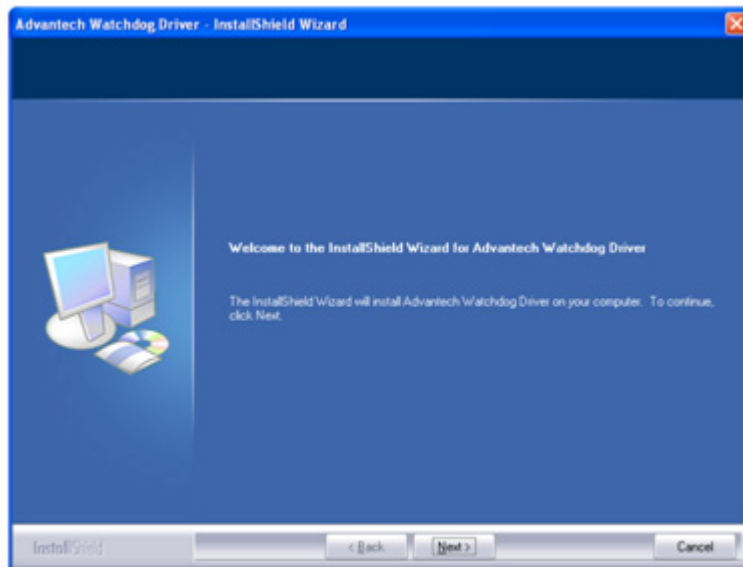 Advantech Watchdog Driver - InstallShield Wizard
Welcome to the InstallShield Wizard for Advantech Watchdog Driver
The InstallShield Wizard will install Advantech Watchdog Driver on your computer. To continue,
click Next.
InstallShield
< Back
Next >
Cancel